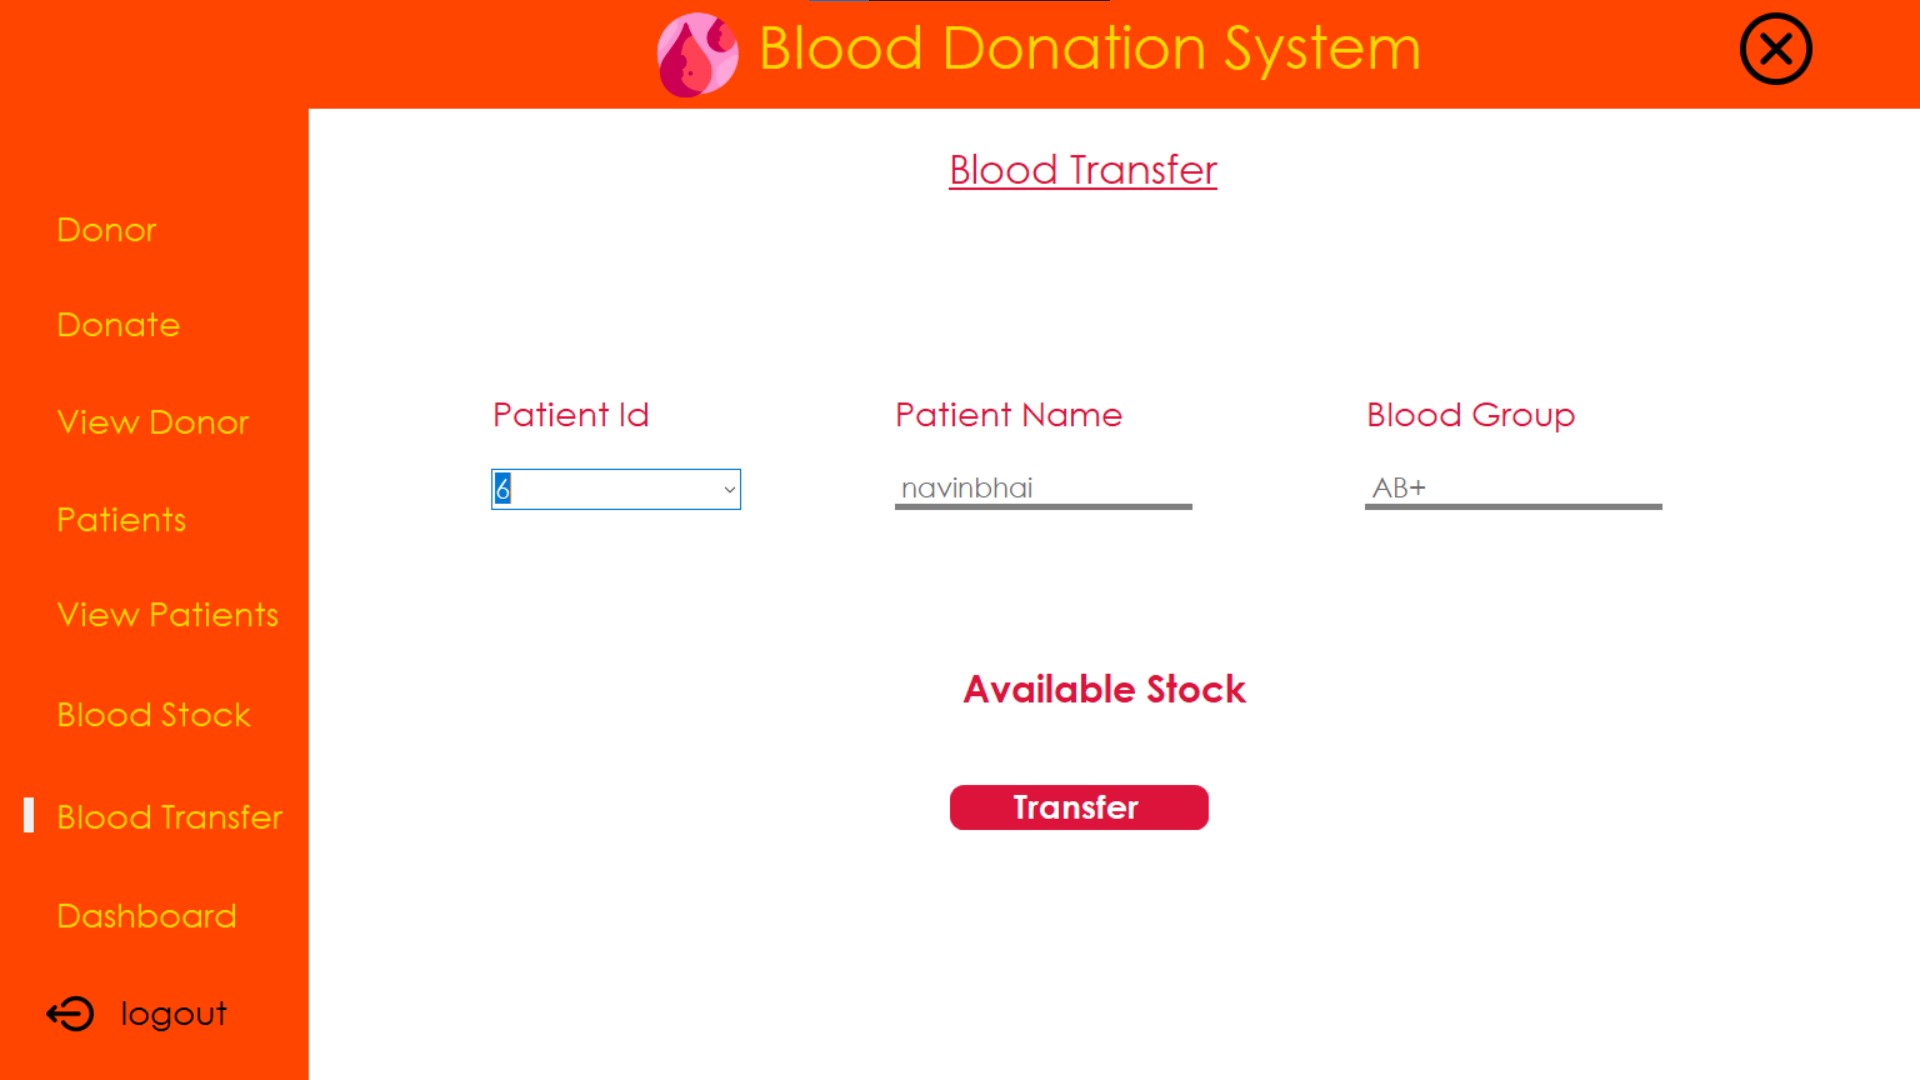 Blood Donation System
Blood Transfer
Donor
Donate
View Donor
Patients
View Patients
Blood Stock
Blood Transfer
Dashboard
logout
Patient Id
Patient Name
Blood Group
6
navinbhai
AB+
Available Stock
Transfer